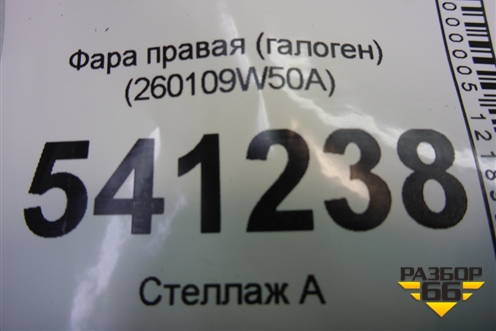 Фара правая (галоген)
(260109W50A)
541238
Стеллаж А
РАЗБОР
66